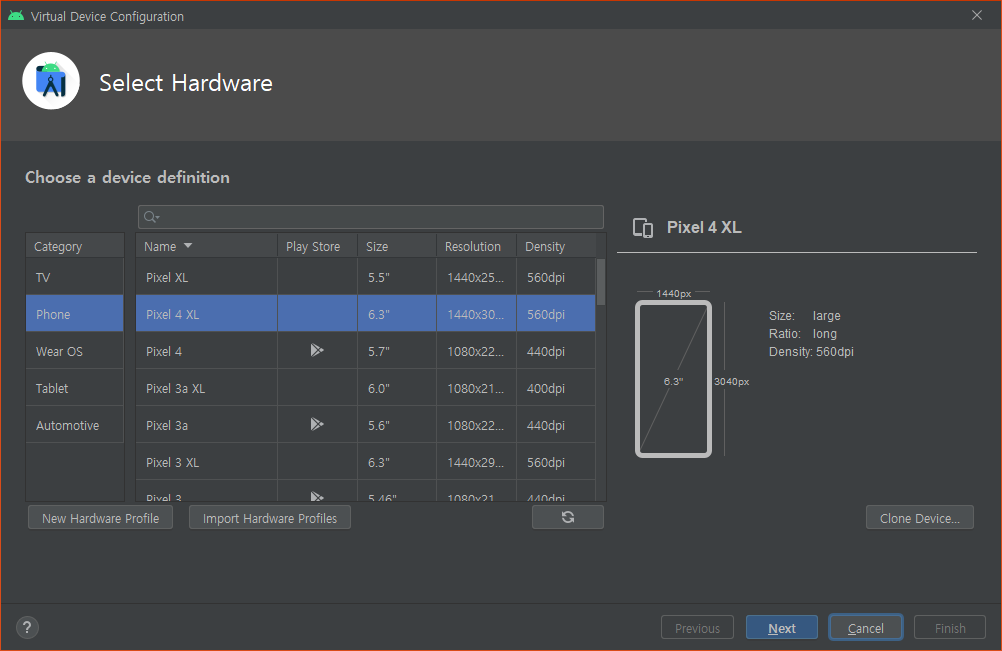 Virtual Device Configuration
Select Hardware
Choose a device definition
Category
TV
Phone
Wear OS
Tablet
Automotive
Name Play Store Size Resolution Density
Pixel XL 5.5" 1440x25... 560dpi
Pixel 4 XL 6.3" 1440x30... 560dpi
Pixel 4 5.7" 1080x22... 440dpi
Pixel 3a XL 6.0" 1080x21... 400dpi
Pixel 3a 5.6" 1080x22... 440dpi
Pixel 3 XL 6.3" 1440x29... 560dpi
Pixel 3 5.46" 1080x21... 440dpi
New Hardware Profile Import Hardware Profiles
Pixel 4 XL
1440px
6.3"
3040px
Size: large
Ratio: long
Density: 560dpi
Clone Device...
? Previous Next Cancel Finish